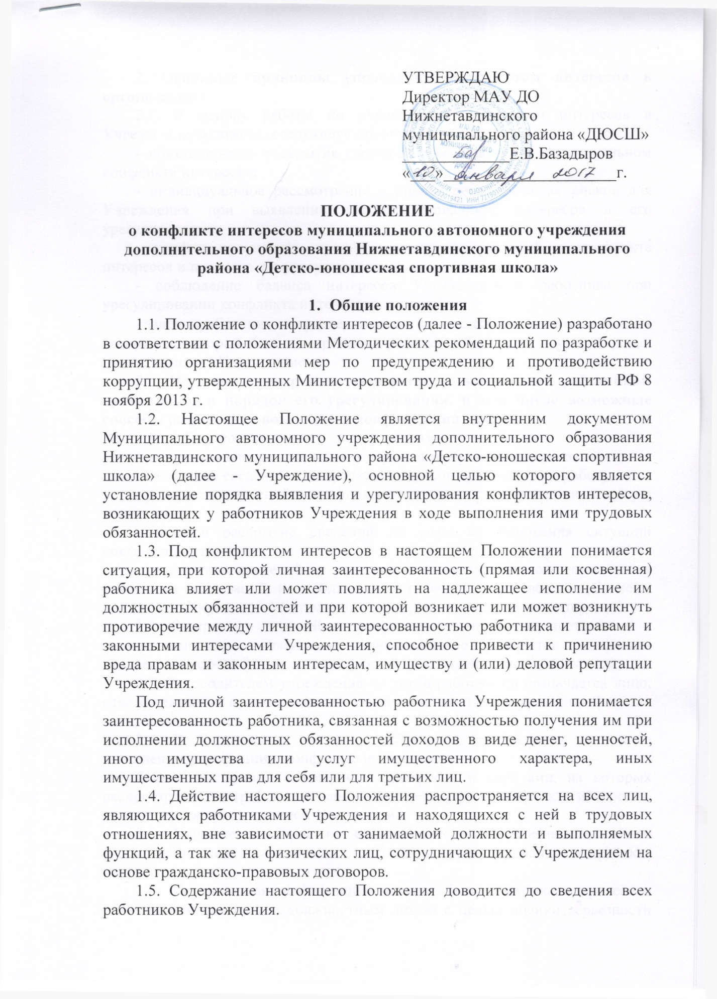 УТВЕРЖДАЮ
Директор МАУ ДО
Нижнетавдинского
муниципального района «ДЮСШ»
Е.В.Базадыров
«10» января 2017 г.
ПОЛОЖЕНИЕ
о конфликте интересов муниципального автономного учреждения
дополнительного образования Нижнетавдинского муниципального
района «Детско-юношеская спортивная школа»
1. Общие положения
1.1. Положение о конфликте интересов (далее - Положение) разработано
в соответствии с положениями Методических рекомендаций по разработке и
принятию организациями мер по предупреждению и противодействию
коррупции, утвержденных Министерством труда и социальной защиты РФ 8
ноября 2013 г.
1.2. Настоящее Положение является внутренним документом
Муниципального автономного учреждения дополнительного образования
Нижнетавдинского муниципального района «Детско-юношеская спортивная
школа» (далее - Учреждение), основной целью которого является
установление порядка выявления и урегулирования конфликтов интересов,
возникающих у работников Учреждения в ходе выполнения ими трудовых
обязанностей.
1.3. Под конфликтом интересов в настоящем Положении понимается
ситуация, при которой личная заинтересованность (прямая или косвенная)
работника влияет или может повлиять на надлежащее исполнение им
должностных обязанностей и при которой возникает или может возникнуть
противоречие между личной заинтересованностью работника и правами и
законными интересами Учреждения, способное привести к причинению
вреда правам и законным интересам, имуществу и (или) деловой репутации
Учреждения.
Под личной заинтересованностью работника Учреждения понимается
заинтересованность работника, связанная с возможностью получения им при
исполнении должностных обязанностей доходов в виде денег, ценностей,
иного имущества или услуг имущественного характера, иных
имущественных прав для себя или для третьих лиц.
1.4. Действие настоящего Положения распространяется на всех лиц,
являющихся работниками Учреждения и находящихся с ней в трудовых
отношениях, вне зависимости от занимаемой должности и выполняемых
функций, а так же на физических лиц, сотрудничающих с Учреждением на
основе гражданско-правовых договоров.
1.5. Содержание настоящего Положения доводится до сведения всех
работников Учреждения.